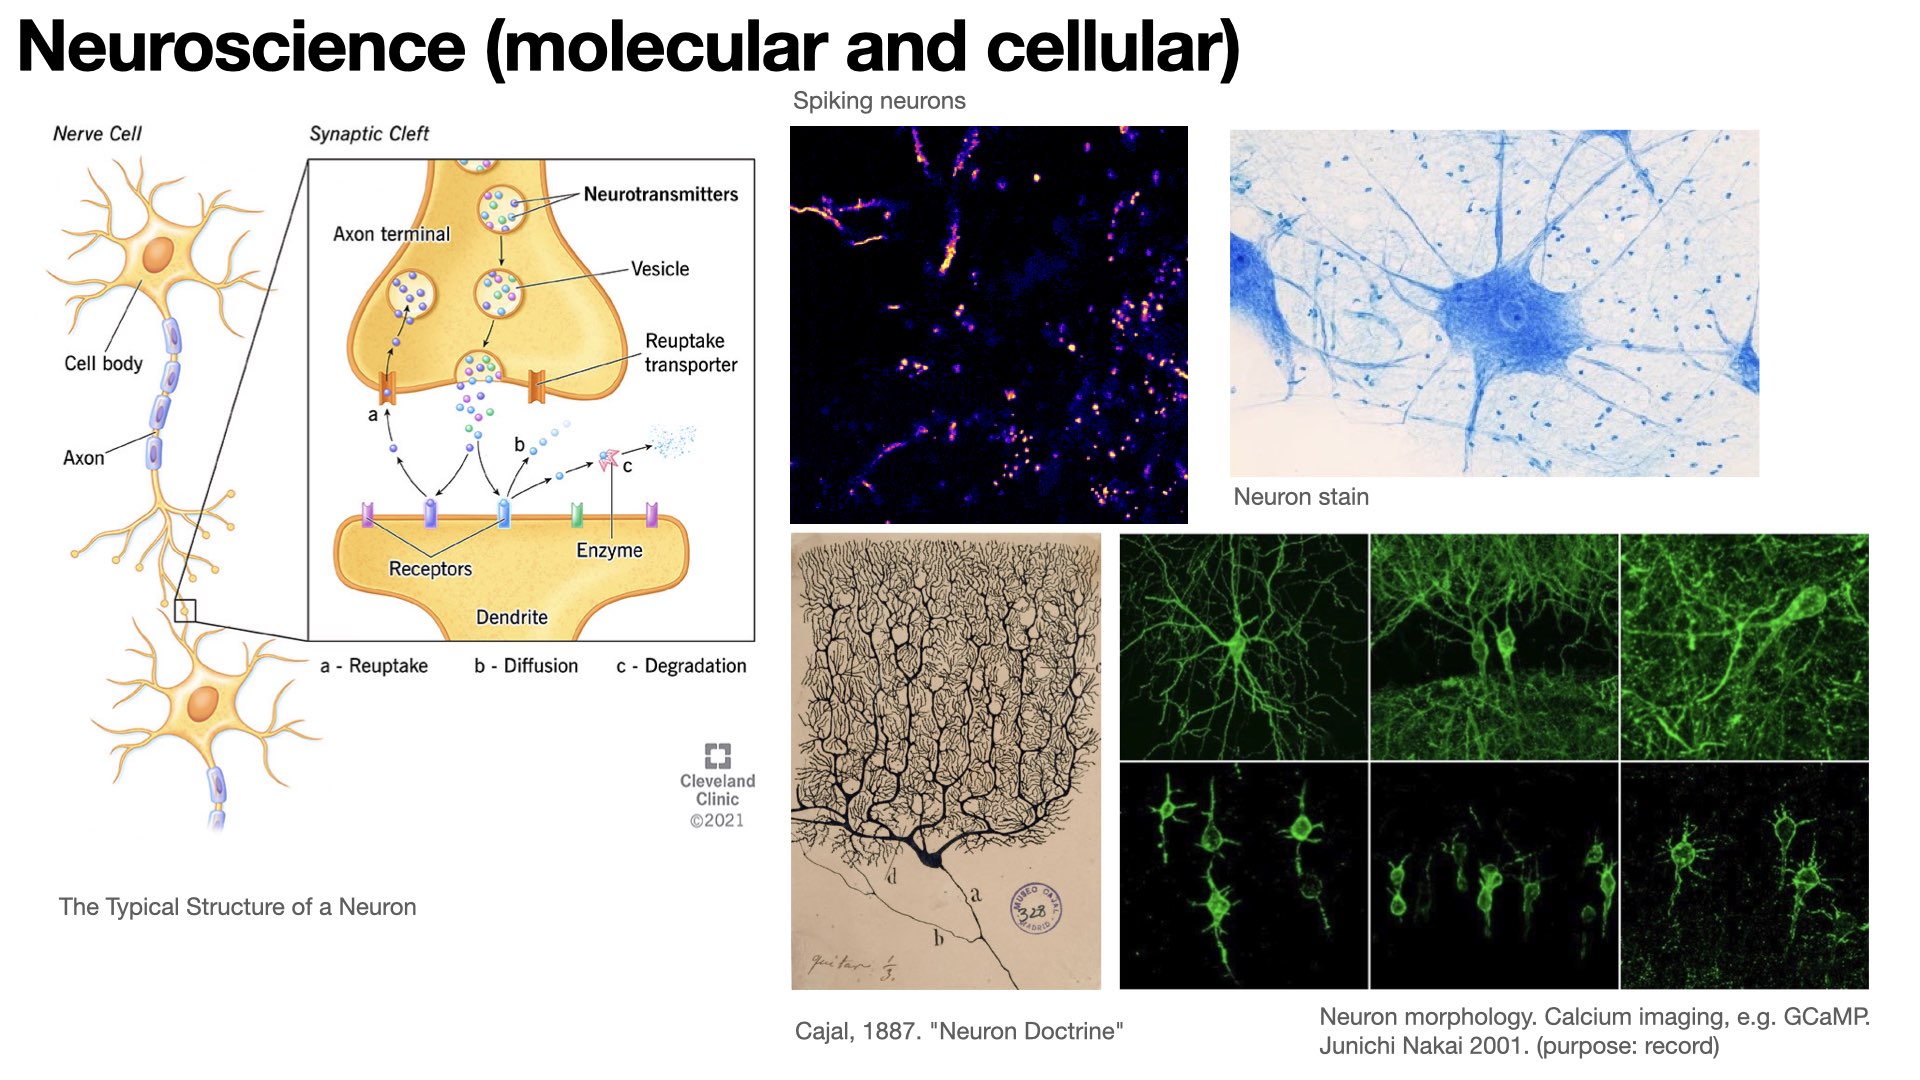 Neuroscience (molecular and cellular)
Nerve Cell
Synaptic Cleft
Neurotransmitters
Axon terminal
Vesicle
Reuptake
transporter
Cell body
a
b
c
Axon
Enzyme
Receptors
Dendrite
a - Reuptake b - Diffusion c - Degradation
Cleveland
Clinic
©2021
The Typical Structure of a Neuron
Spiking neurons
Neuron stain
c
d
a
b
MUSEO CAJAL
328
MADRID
1
3.
Cajal, 1887. "Neuron Doctrine"
Neuron morphology. Calcium imaging, e.g. GCaMP.
Junichi Nakai 2001. (purpose: record)